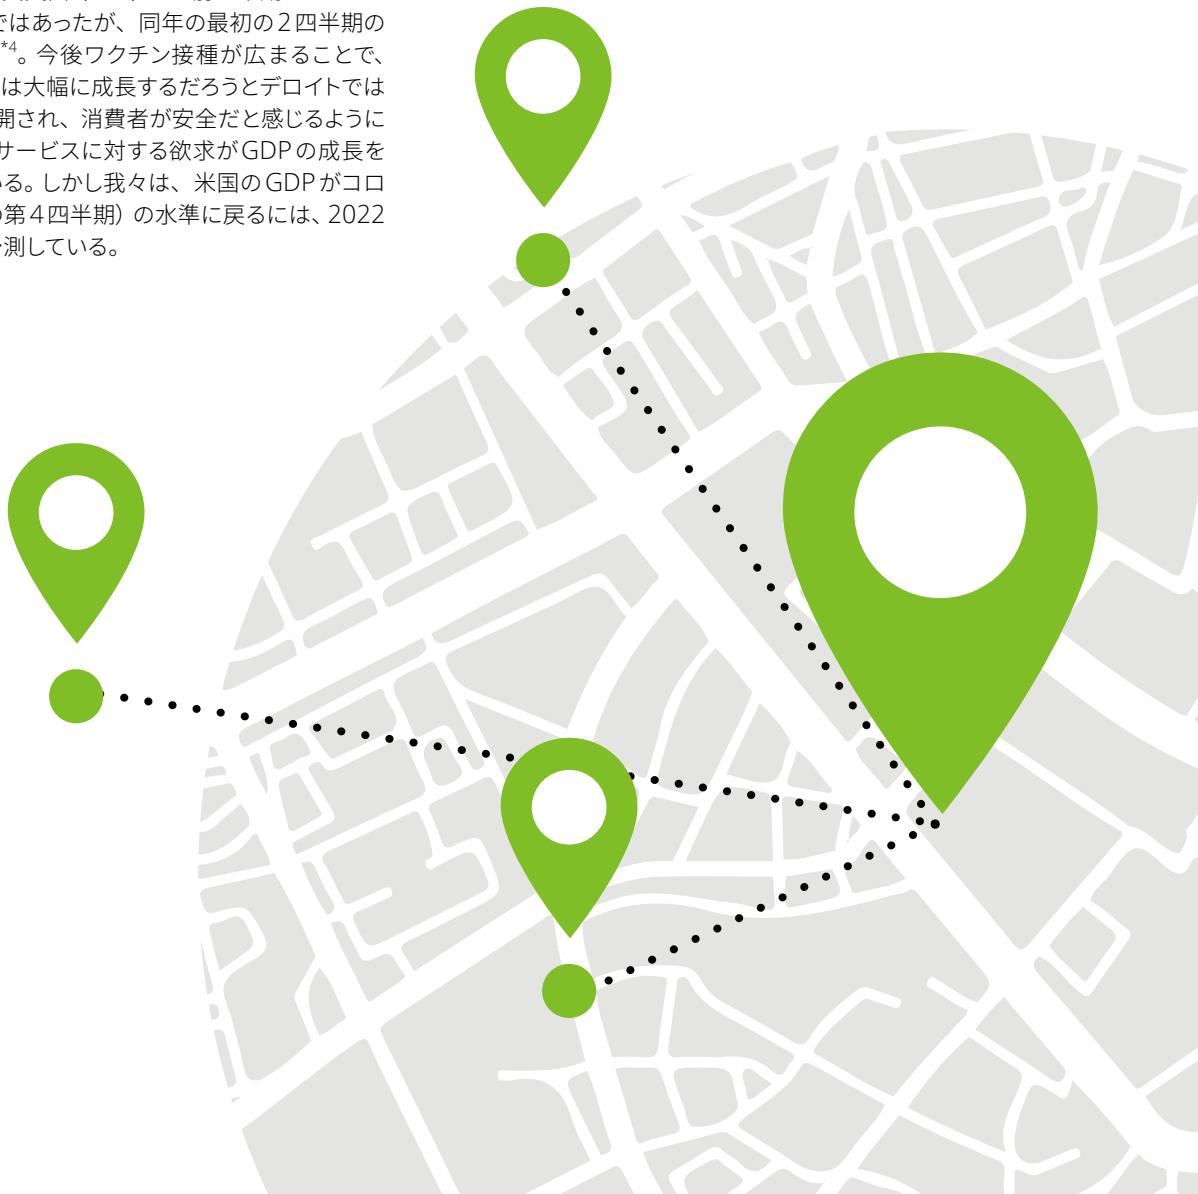 ではあったが、同年の最初の2四半期の
*4。今後ワクチン接種が広まることで、
は大幅に成長するだろうとデロイトでは
開され、消費者が安全だと感じるように
サービスに対する欲求がGDPの成長を
いる。しかし我々は、米国のGDPがコロ
の第4四半期）の水準に戻るには、2022
予測している。